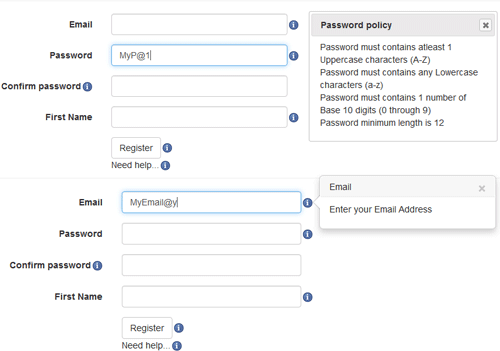 Email
Password MyP@1
Confirm password
First Name
Register
Need help...
Password policy
Password must contains atleast 1
Uppercase characters (A-Z)
Password must contains any Lowercase
characters (a-z)
Password must contains 1 number of
Base 10 digits (0 through 9)
Password minimum length is 12
Email MyEmail@y
Password
Confirm password
First Name
Register
Need help...
Email
Enter your Email Address